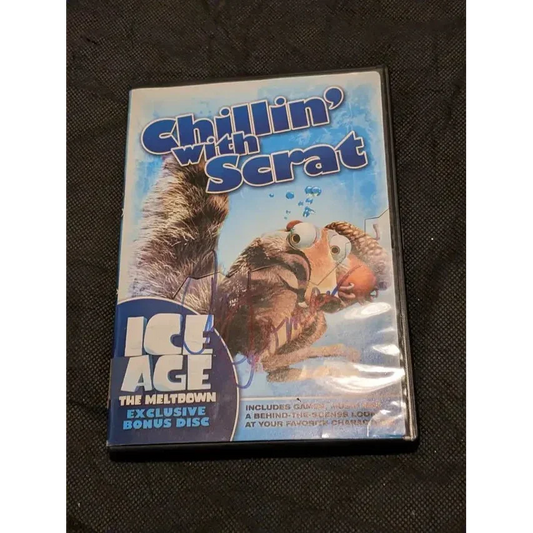 Chillin'
with
Scrat
ICE
AGE
THE MELTDOWN
EXCLUSIVE
BONUS DISC
INCLUDES GAMES,
A BEHIND-THE-SCENES LOOK
AT YOUR FAVORITE